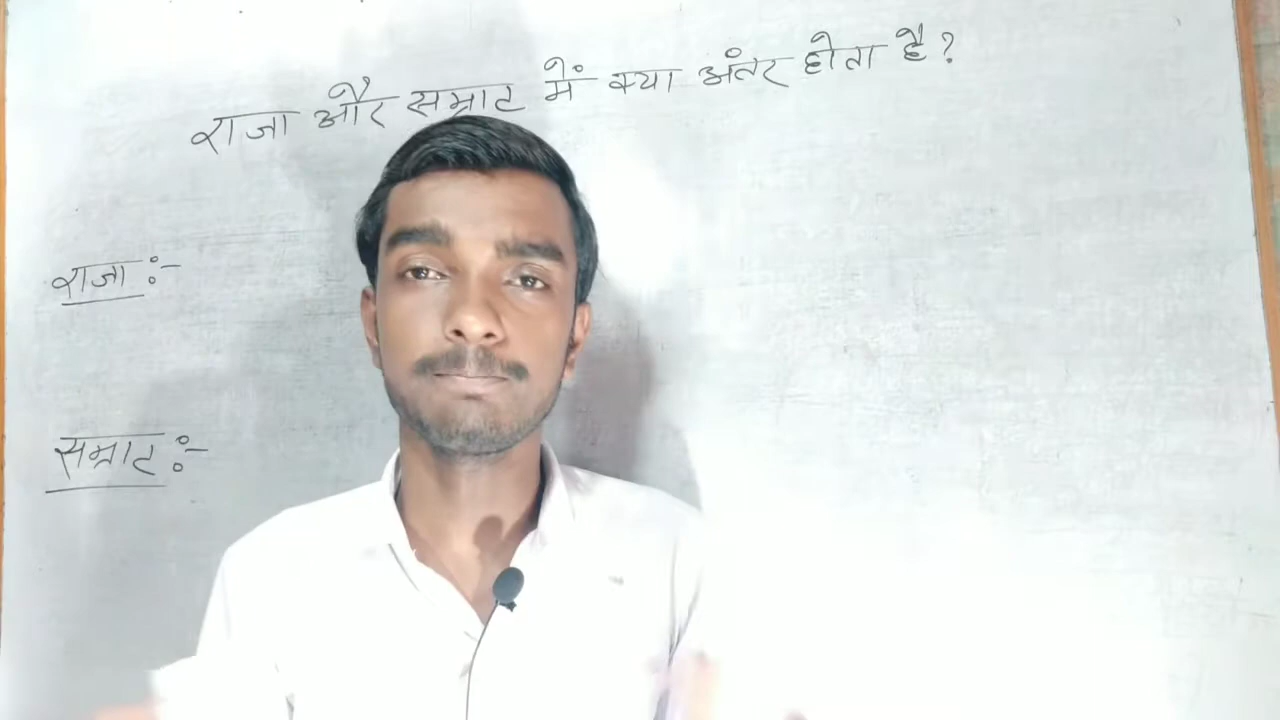 राजा और सम्राट में क्या अंतर होता है?
राजा :-
सम्राट :-